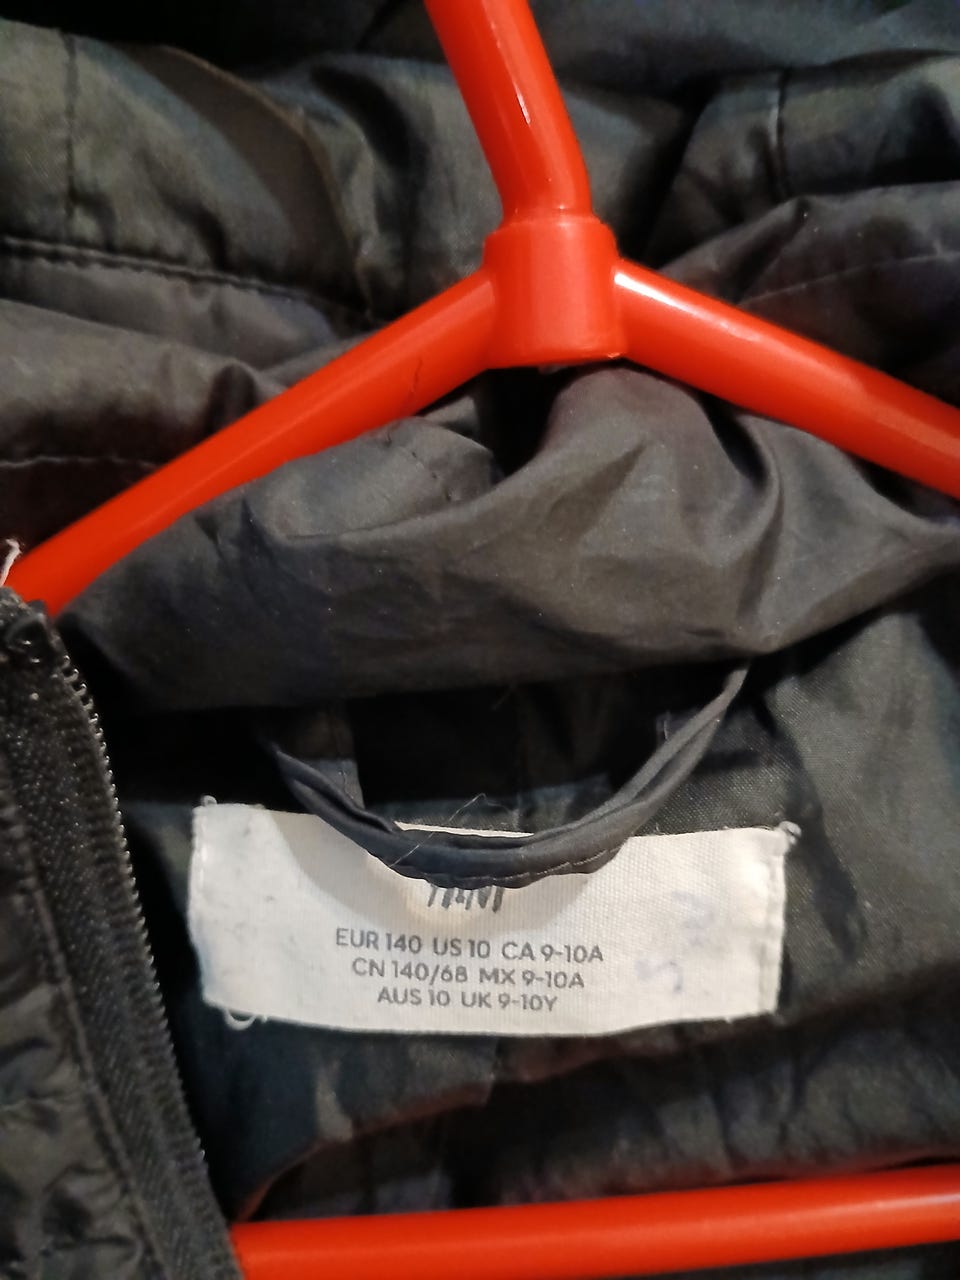 H&M
EUR 140 US 10 CA 9-10A
CN 140/68 MX 9-10A
AUS 10 UK 9-10Y